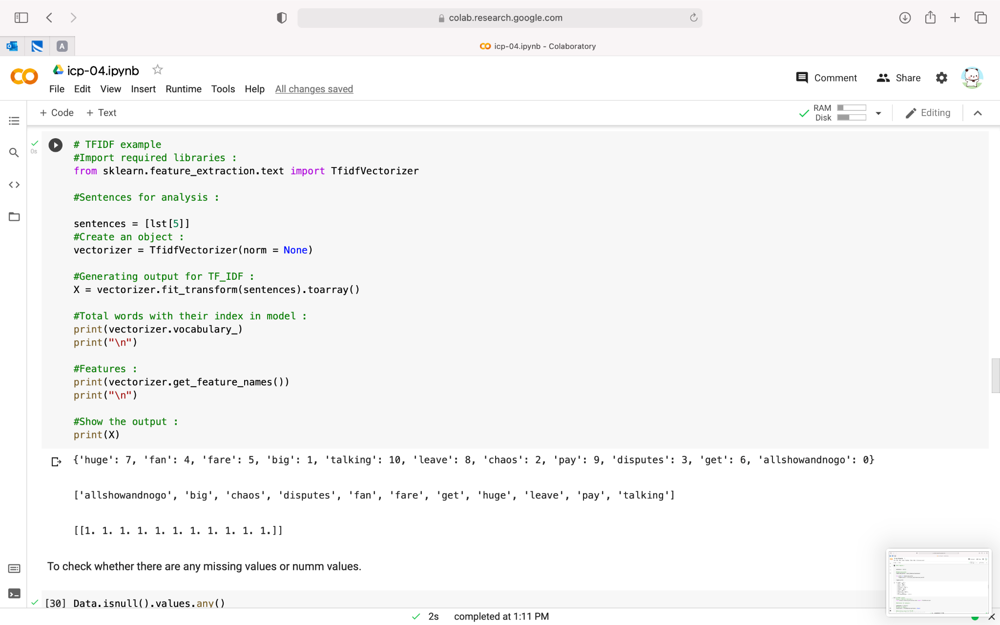 colab.research.google.com
A
icp-04.ipynb - Colaboratory
icp-04.ipynb
Comment
Share
File Edit View Insert Runtime Tools Help All changes saved
+ Code + Text
RAM
Disk
Editing
0s
# TFIDF example
#Import required libraries :
from sklearn.feature_extraction.text import TfidfVectorizer
#Sentences for analysis :
sentences = [lst[5]]
#Create an object :
vectorizer = TfidfVectorizer(norm = None)
#Generating output for TF_IDF :
X = vectorizer.fit_transform(sentences).toarray()
#Total words with their index in model :
print(vectorizer.vocabulary_)
print("\n")
#Features :
print(vectorizer.get_feature_names())
print("\n")
#Show the output :
print(X)
{'huge': 7, 'fan': 4, 'fare': 5, 'big': 1, 'talking': 10, 'leave': 8, 'chaos': 2, 'pay': 9, 'disputes': 3, 'get': 6, 'allshowandnogo': 0}
['allshowandnogo', 'big', 'chaos', 'disputes', 'fan', 'fare', 'get', 'huge', 'leave', 'pay', 'talking']
[[1. 1. 1. 1. 1. 1. 1. 1. 1. 1. 1.]]
To check whether there are any missing values or numm values.
[30] Data.isnull().values.any()
2s completed at 1:11 PM